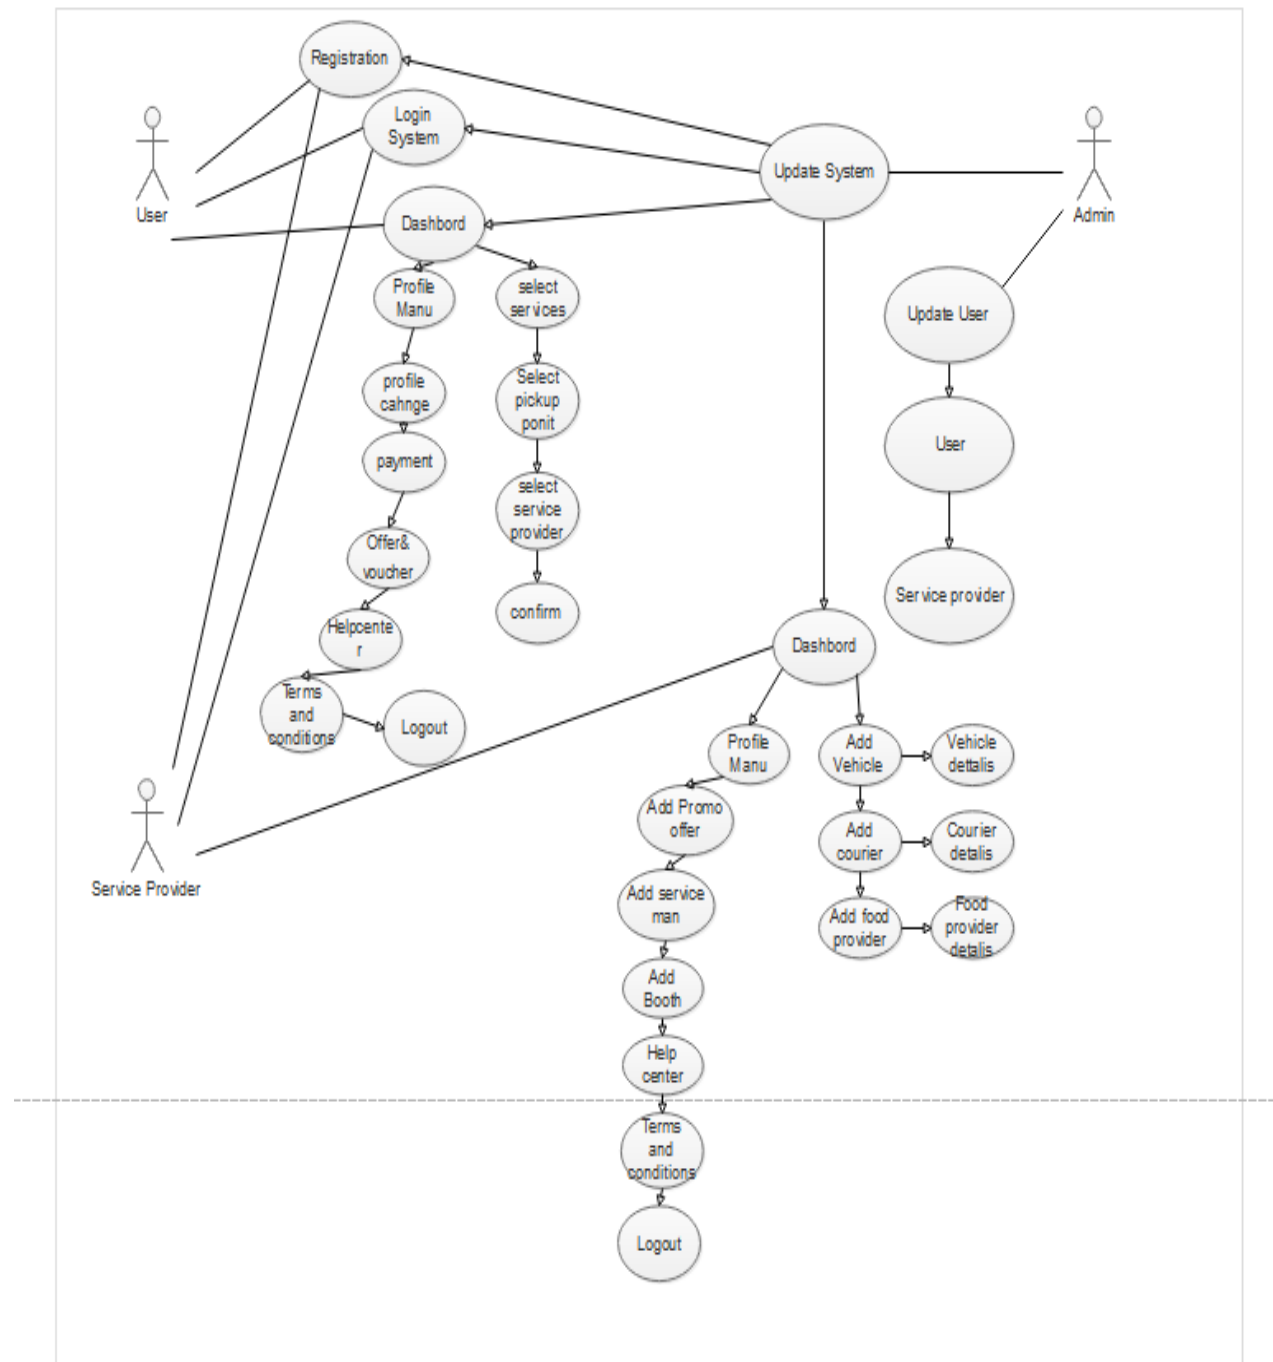 Registration
Login
System
Update System
User
Admin
Dashbord
Profile
Manu
select
services
Update User
profile
cahnge
Select
pickup
ponit
payment
User
select
service
provider
Offer&
voucher
Service provider
confirm
Helpcente
r
Dashbord
Terms
and
conditions
Logout
Profile
Manu
Add
Vehicle
Vehicle
dettalis
Add Promo
offer
Add
courier
Courier
detalis
Service Provider
Add service
man
Add food
provider
Food
provider
detalis
Add
Booth
Help
center
Terms
and
conditions
Logout